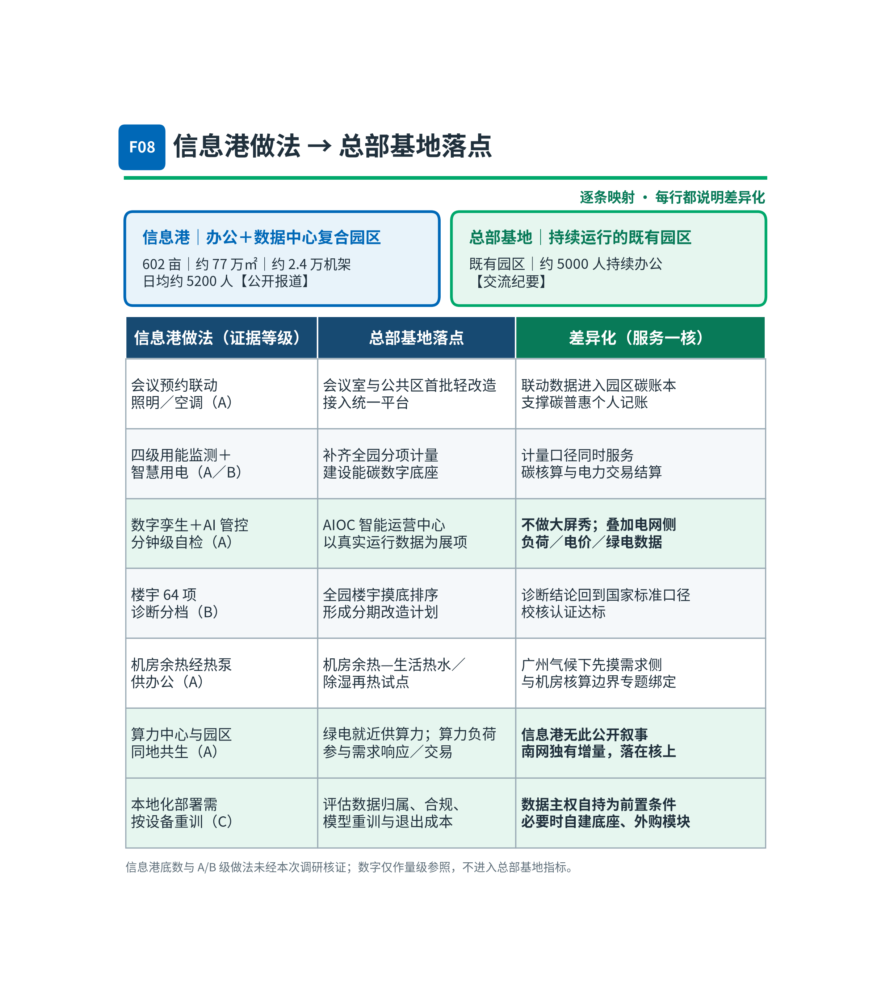 F08
信息港做法 → 总部基地落点
逐条映射 · 每行都说明差异化
信息港｜办公＋数据中心复合园区
602 亩｜约 77 万㎡｜约 2.4 万机架
日均约 5200 人【公开报道】
总部基地｜持续运行的既有园区
既有园区｜约 5000 人持续办公
【交流纪要】
信息港做法（证据等级）
总部基地落点
差异化（服务一核）
会议预约联动
照明／空调（A）
会议室与公共区首批轻改造
接入统一平台
联动数据进入园区碳账本
支撑碳普惠个人记账
四级用能监测＋
智慧用电（A／B）
补齐全园分项计量
建设能碳数字底座
计量口径同时服务
碳核算与电力交易结算
数字孪生＋AI 管控
分钟级自检（A）
AIOC 智能运营中心
以真实运行数据为展项
不做大屏秀；叠加电网侧
负荷／电价／绿电数据
楼宇 64 项
诊断分档（B）
全园楼宇摸底排序
形成分期改造计划
诊断结论回到国家标准口径
校核认证达标
机房余热经热泵
供办公（A）
机房余热—生活热水／
除湿再热试点
广州气候下先摸需求侧
与机房核算边界专题绑定
算力中心与园区
同地共生（A）
绿电就近供算力；算力负荷
参与需求响应／交易
信息港无此公开叙事
南网独有增量，落在核上
本地化部署需
按设备重训（C）
评估数据归属、合规、
模型重训与退出成本
数据主权自持为前置条件
必要时自建底座、外购模块
信息港底数与 A/B 级做法未经本次调研核证；数字仅作量级参照，不进入总部基地指标。